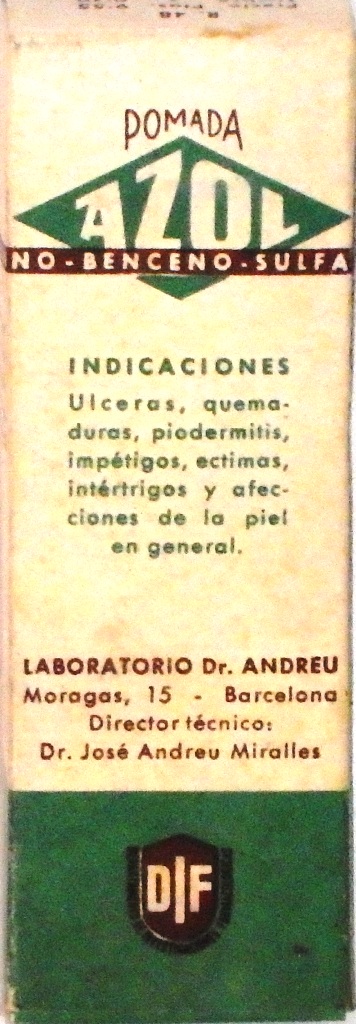 POMADA
AZOL
NO-BENCENO-SULFA
INDICACIONES
Ulceras, quema-
duras, piodermitis,
impétigos, ectimas,
intértrigos y afec-
ciones de la piel
en general.
LABORATORIO Dr. ANDREU
Moragas, 15 - Barcelona
Director técnico:
Dr. José Andreu Miralles
D|F